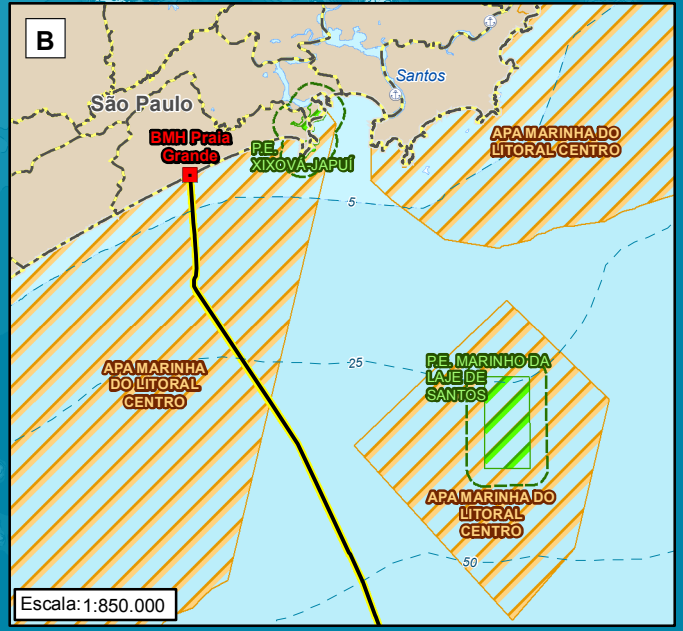 B
Santos
São Paulo
BMH Praia
Grande
P.E.
XIXOVÁ-JAPUÍ
APA MARINHA DO
LITORAL CENTRO
5
25
P.E. MARINHO DA
LAJE DE
SANTOS
APA MARINHA
DO LITORAL
CENTRO
APA MARINHA DO
LITORAL
CENTRO
50
Escala: 1:850.000